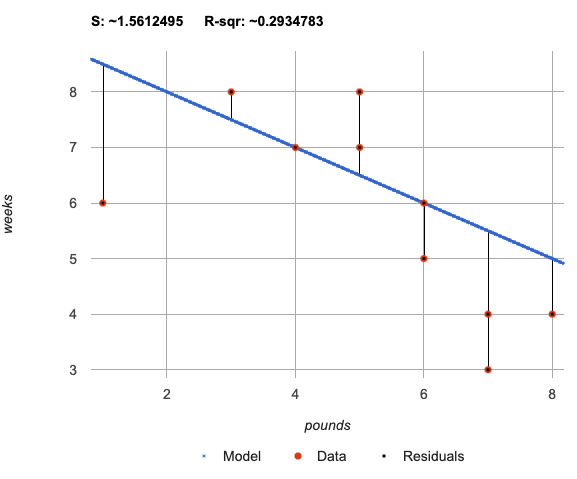 S: ~1.5612495 R-sqr: ~0.2934783
8
7
6
5
4
3
weeks
2 4 6 8
pounds
Model Data Residuals